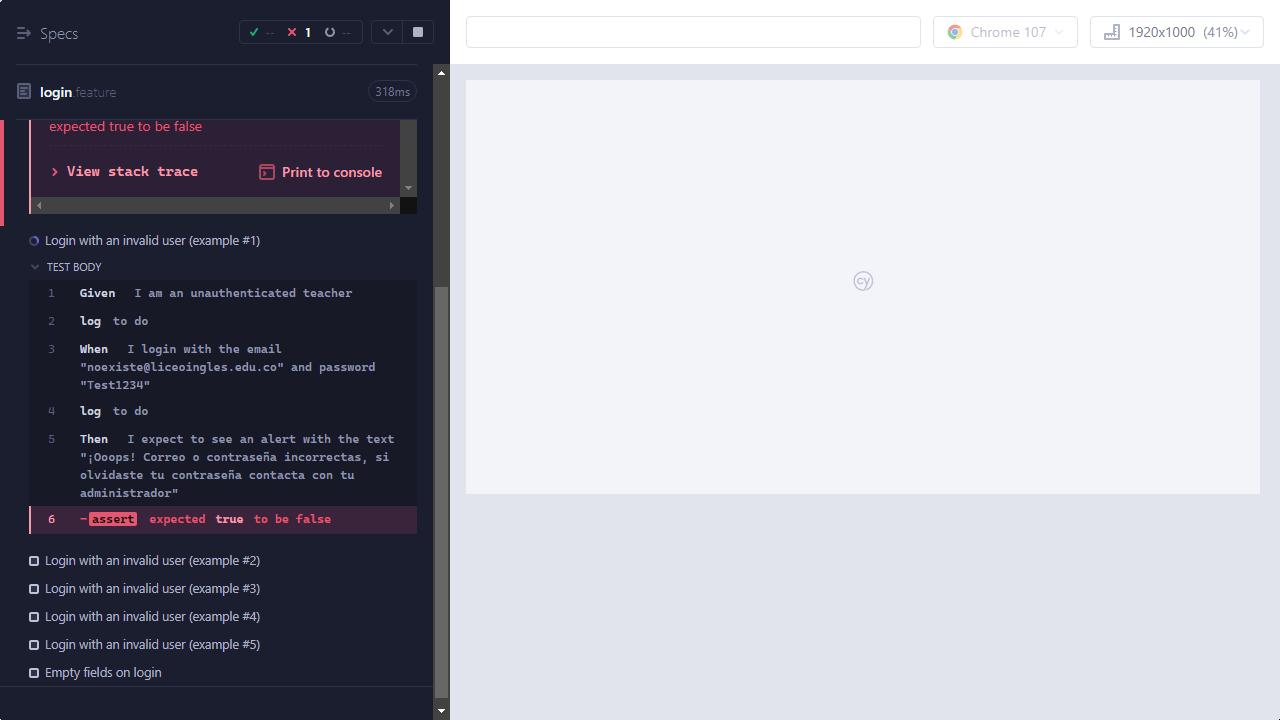 Specs
-- 1 --
Chrome 107
1920x1000 (41%)
login.feature
318ms
expected true to be false
View stack trace
Print to console
Login with an invalid user (example #1)
TEST BODY
1 Given I am an unauthenticated teacher
2 log to do
3 When I login with the email
"noexiste@liceoingles.edu.co" and password
"Test1234"
4 log to do
5 Then I expect to see an alert with the text
"¡Ooops! Correo o contraseña incorrectas, si
olvidaste tu contraseña contacta con tu
administrador"
6 -assert expected true to be false
Login with an invalid user (example #2)
Login with an invalid user (example #3)
Login with an invalid user (example #4)
Login with an invalid user (example #5)
Empty fields on login
cy